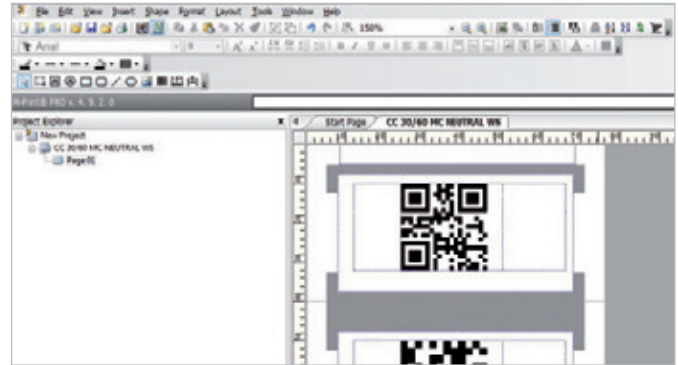 File Edit View Insert Shape Format Layout Tools Window Help
150%
Arial
M-Print® PRO v. 4. 9. 2. 0
Project Explorer
Start Page
CC 30/60 MC NEUTRAL WS
New Project
CC 30/60 MC NEUTRAL WS
Page